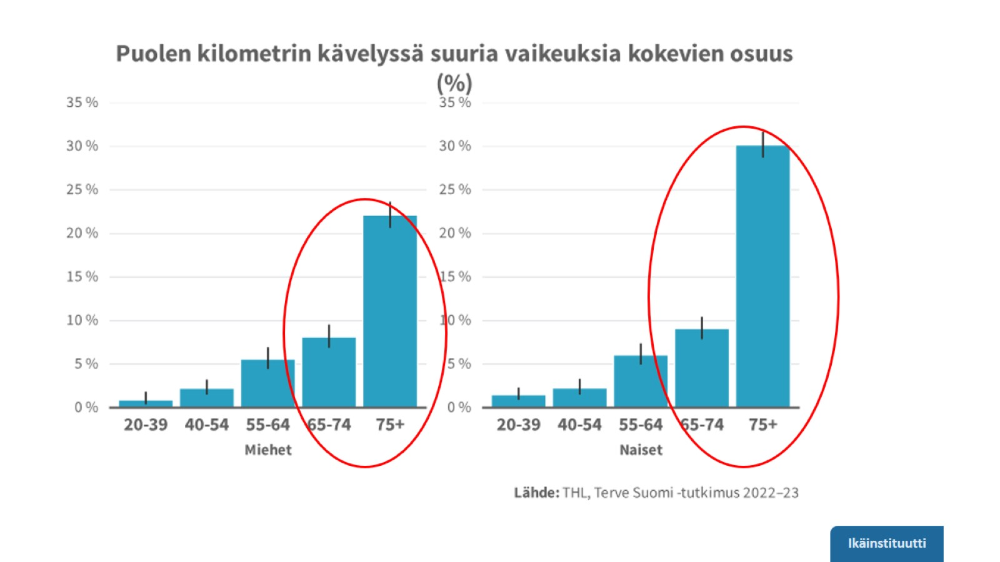 Puolen kilometrin kävelyssä suuria vaikeuksia kokevien osuus
(%)
35 %
30 %
25 %
20 %
15 %
10 %
5 %
0 %
20-39 40-54 55-64 65-74 75+
Miehet
35 %
30 %
25 %
20 %
15 %
10 %
5 %
0 %
20-39 40-54 55-64 65-74 75+
Naiset
Lähde: THL, Terve Suomi -tutkimus 2022–23
Ikäinstituutti